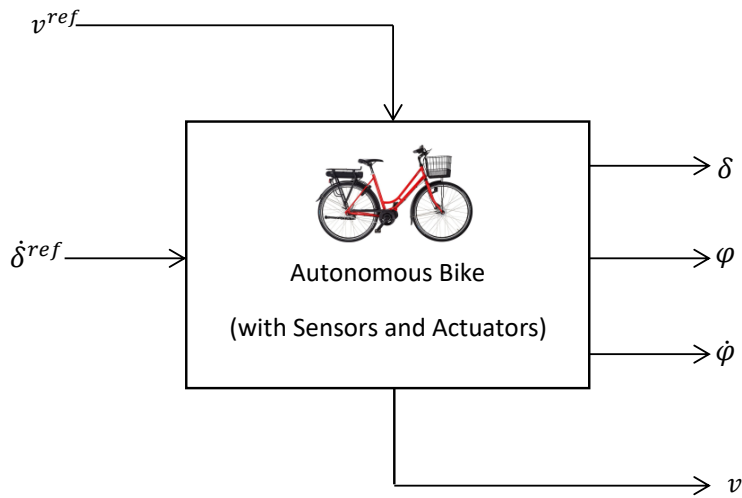 v^{ref}
δ
δ̇^{ref}
φ
Autonomous Bike
(with Sensors and Actuators)
φ̇
v